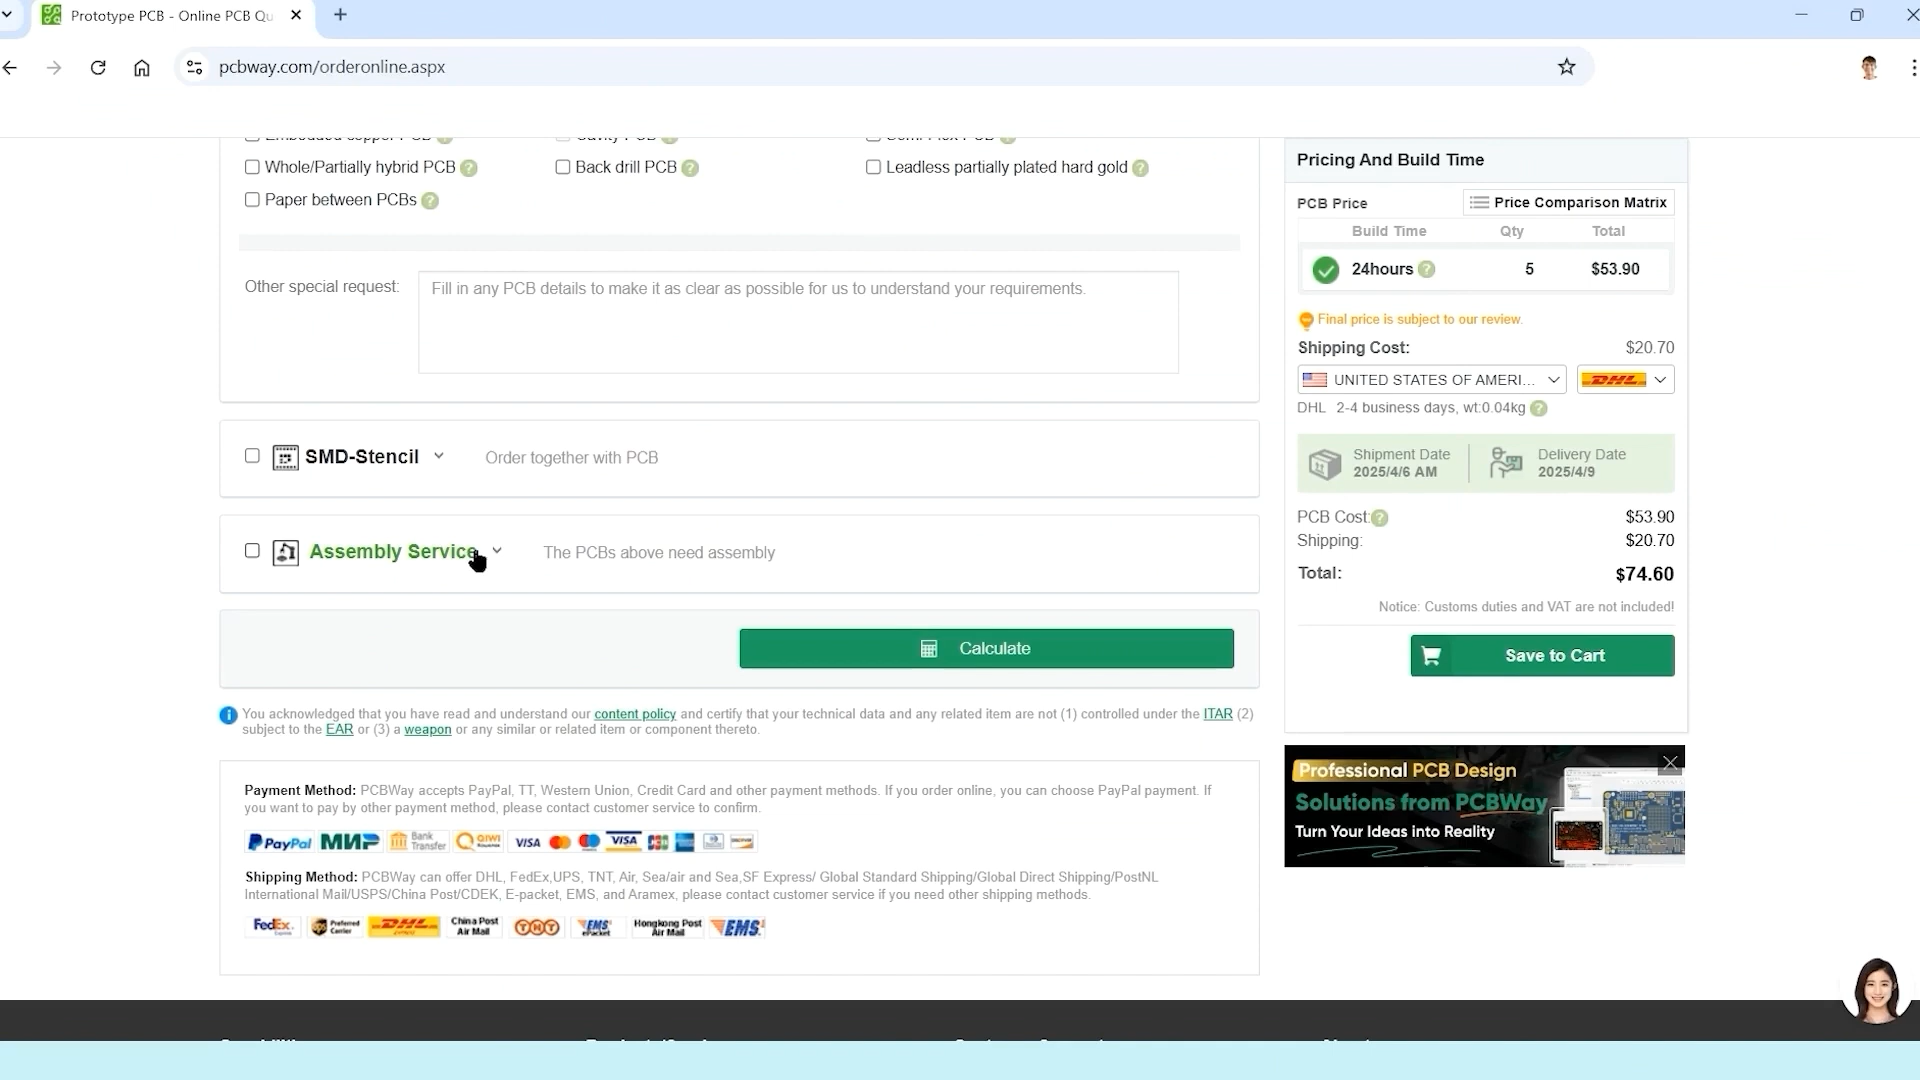 Prototype PCB - Online PCB Qu
pcbway.com/orderonline.aspx
Whole/Partially hybrid PCB
Back drill PCB
Leadless partially plated hard gold
Paper between PCBs
Other special request:
Fill in any PCB details to make it as clear as possible for us to understand your requirements.
SMD-Stencil
Order together with PCB
Assembly Service
The PCBs above need assembly
Calculate
You acknowledged that you have read and understand our content policy and certify that your technical data and any related item are not (1) controlled under the ITAR (2)
subject to the EAR or (3) a weapon or any similar or related item or component thereto.
Payment Method: PCBWay accepts PayPal, TT, Western Union, Credit Card and other payment methods. If you order online, you can choose PayPal payment. If
you want to pay by other payment method, please contact customer service to confirm.
PayPal МИР Bank Transfer QIWI VISA VISA JCB
Shipping Method: PCBWay can offer DHL, FedEx,UPS, TNT, Air, Sea/air and Sea,SF Express/ Global Standard Shipping/Global Direct Shipping/PostNL
International Mail/USPS/China Post/CDEK, E-packet, EMS, and Aramex, please contact customer service if you need other shipping methods.
FedEx Express Preferred Carrier DHL China Post Air Mail TNT EMS ePacket Hongkong Post Air Mail EMS
Pricing And Build Time
PCB Price
Price Comparison Matrix
Build Time Qty Total
24hours 5 $53.90
Final price is subject to our review.
Shipping Cost: $20.70
UNITED STATES OF AMERI... DHL
DHL 2-4 business days, wt:0.04kg
Shipment Date
2025/4/6 AM
Delivery Date
2025/4/9
PCB Cost: $53.90
Shipping: $20.70
Total: $74.60
Notice: Customs duties and VAT are not included!
Save to Cart
Professional PCB Design
Solutions from PCBWay
Turn Your Ideas into Reality